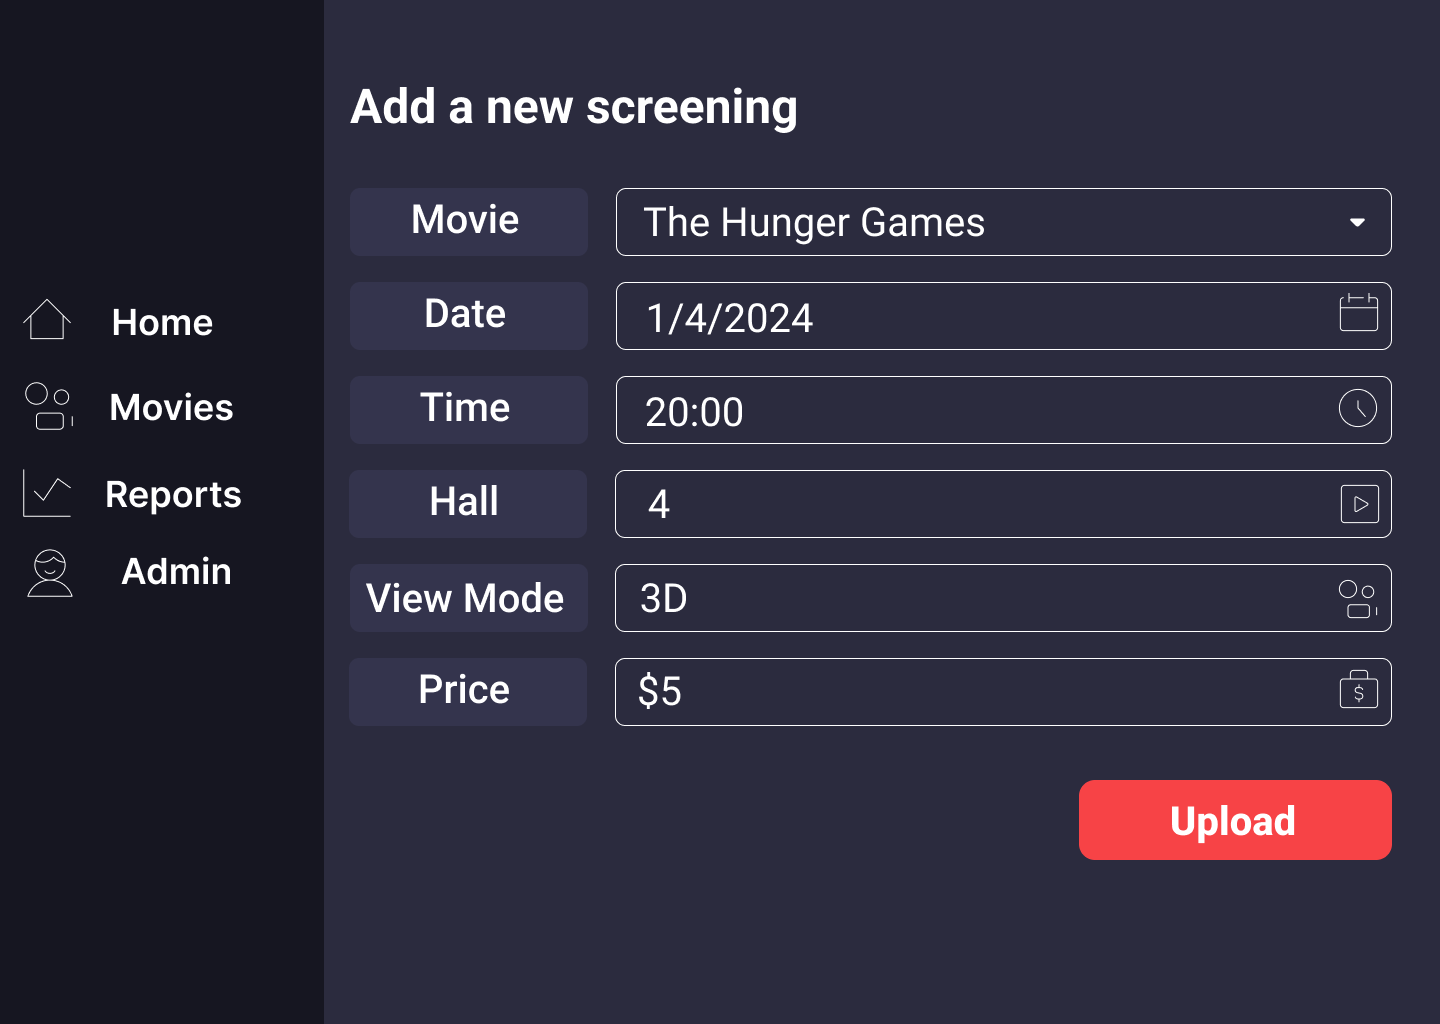 Add a new screening
Movie
The Hunger Games
Date
1/4/2024
Time
20:00
Hall
4
View Mode
3D
Price
$5
$
Upload
Home
Movies
Reports
Admin